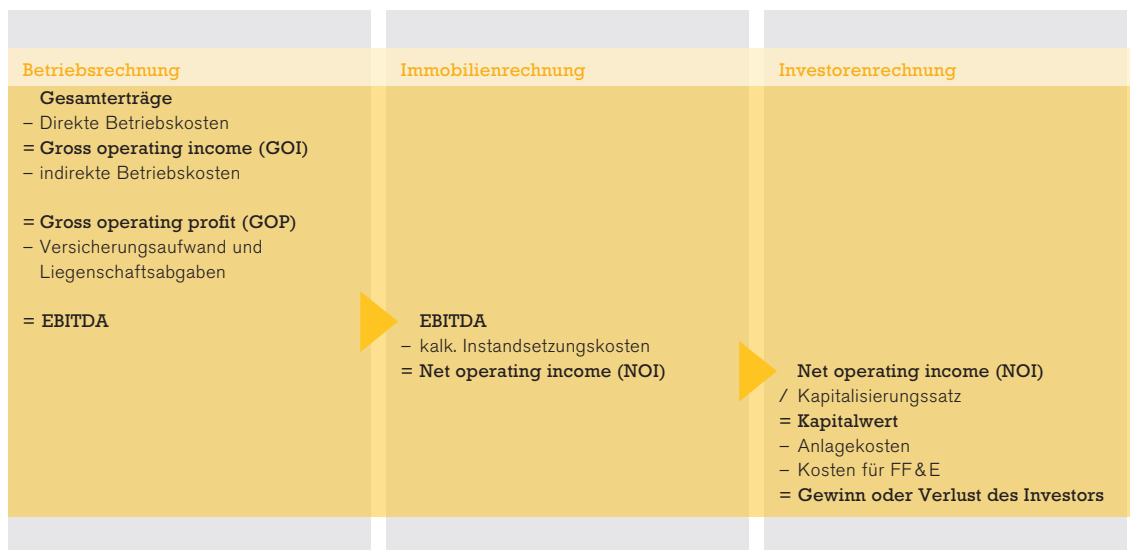 Betriebsrechnung
Gesamterträge
– Direkte Betriebskosten
= Gross operating income (GOI)
– indirekte Betriebskosten
= Gross operating profit (GOP)
– Versicherungsaufwand und
Liegenschaftsabgaben
= EBITDA
Immobilienrechnung
EBITDA
– kalk. Instandsetzungskosten
= Net operating income (NOI)
Investorenrechnung
Net operating income (NOI)
/ Kapitalisierungssatz
= Kapitalwert
– Anlagekosten
– Kosten für FF & E
= Gewinn oder Verlust des Investors